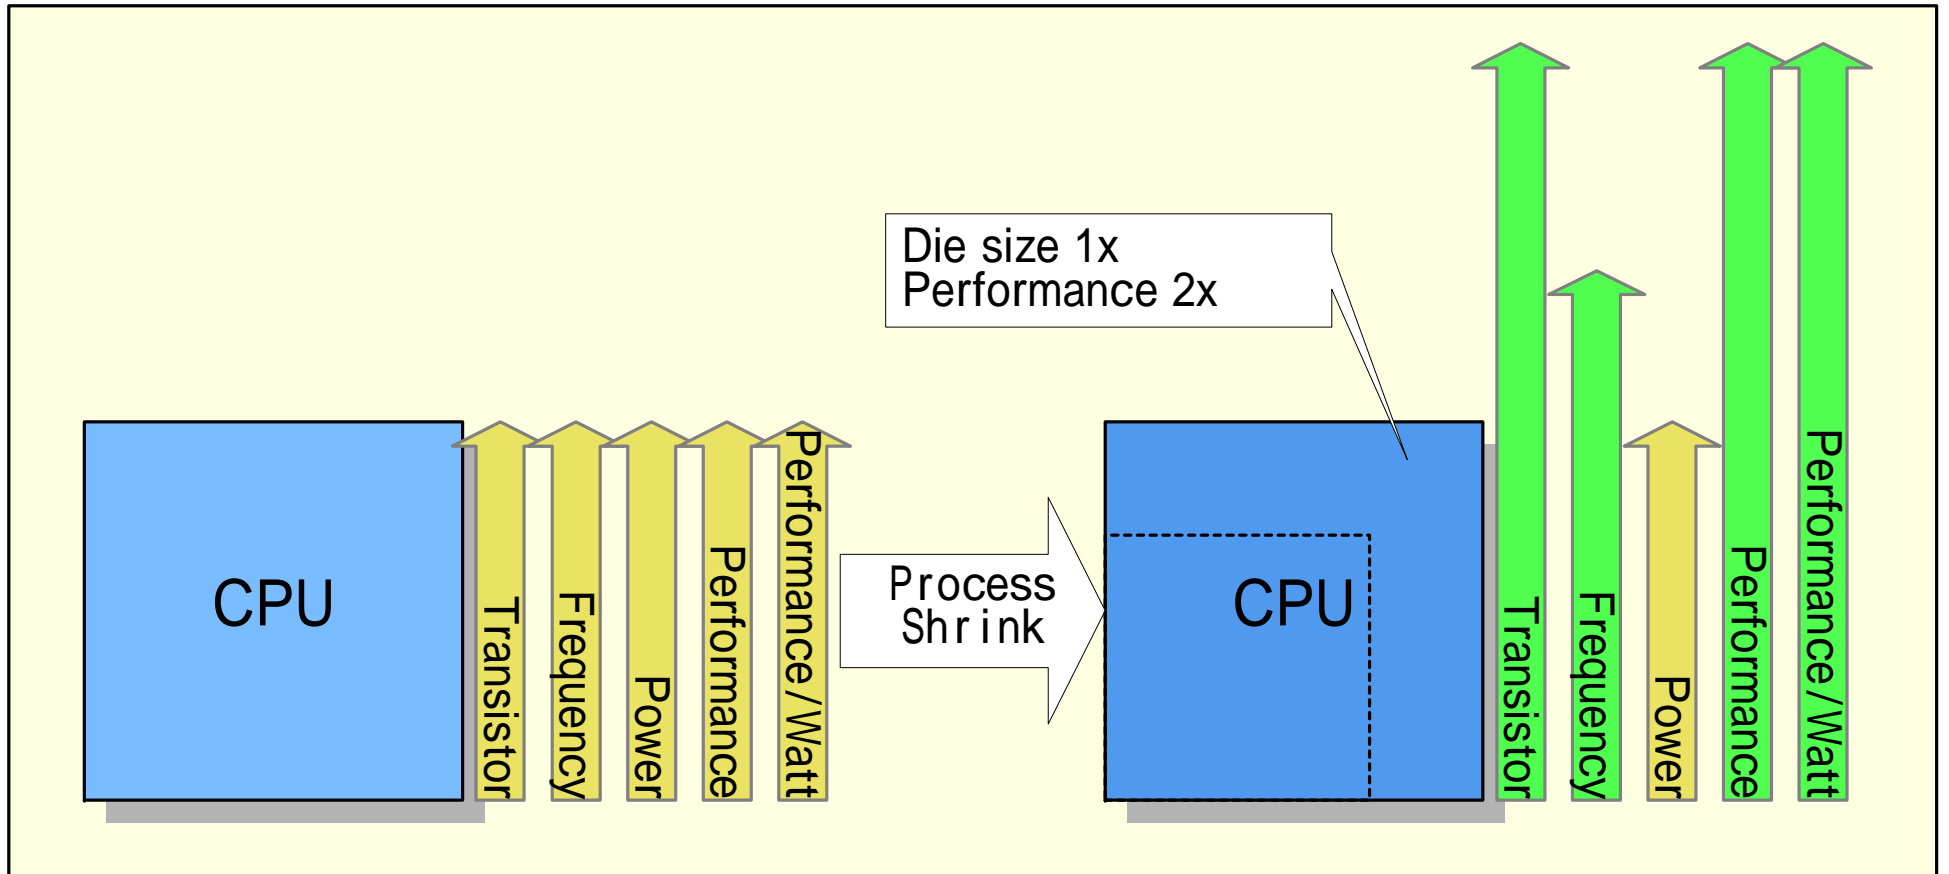 Die size 1x
Performance 2x
CPU
Transistor
Frequency
Power
Performance
Performance/Watt
Process
Shrink
CPU
Transistor
Frequency
Power
Performance
Performance/Watt